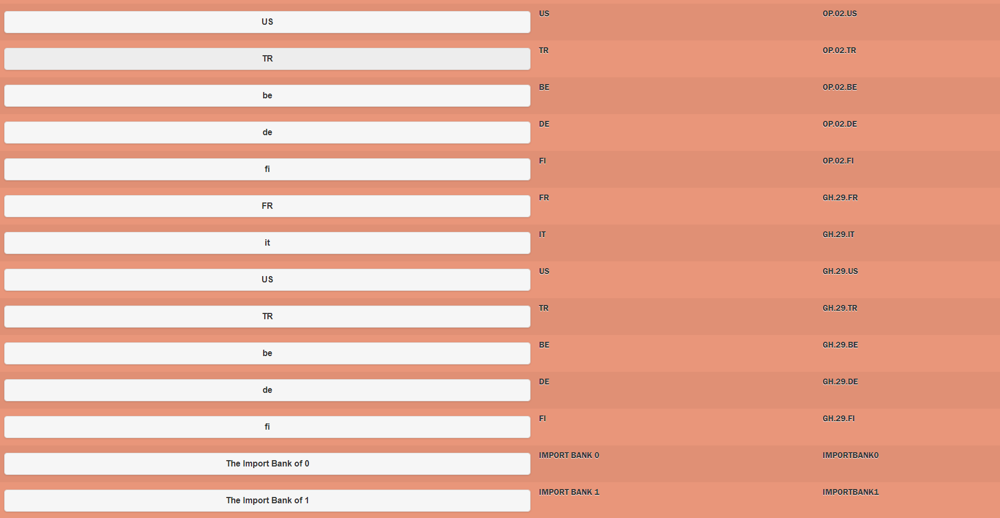 US US OP.02.US
TR TR OP.02.TR
be BE OP.02.BE
de DE OP.02.DE
fi FI OP.02.FI
FR FR GH.29.FR
it IT GH.29.IT
US US GH.29.US
TR TR GH.29.TR
be BE GH.29.BE
de DE GH.29.DE
fi FI GH.29.FI
The Import Bank of 0 IMPORT BANK 0 IMPORTBANK0
The Import Bank of 1 IMPORT BANK 1 IMPORTBANK1